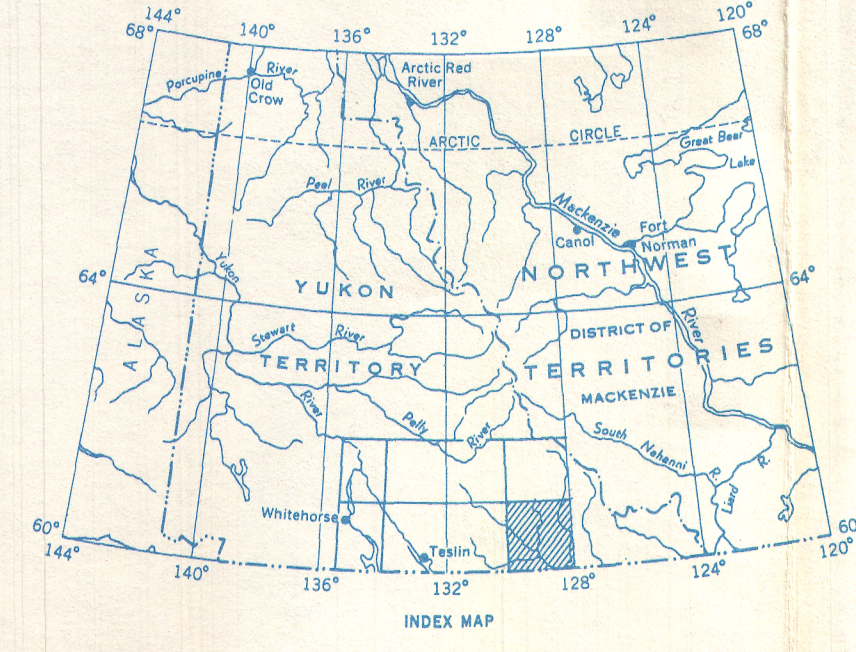 144°
140°
136°
132°
128°
124°
120°
68°
68°
Porcupine River
Old
Crow
Arctic Red
River
ARCTIC CIRCLE
Great Bear
Lake
Peel River
Mackenzie
Canol
Fort
Norman
Yukon
NORTHWEST
64°
64°
ALASKA
YUKON
Stewart River
TERRITORY
DISTRICT OF
River
TERRITORIES
MACKENZIE
River
Pelly
River
South Nahanni R.
Liard R.
Whitehorse
Teslin
60°
60
144°
140°
136°
132°
128°
124°
120°
INDEX MAP